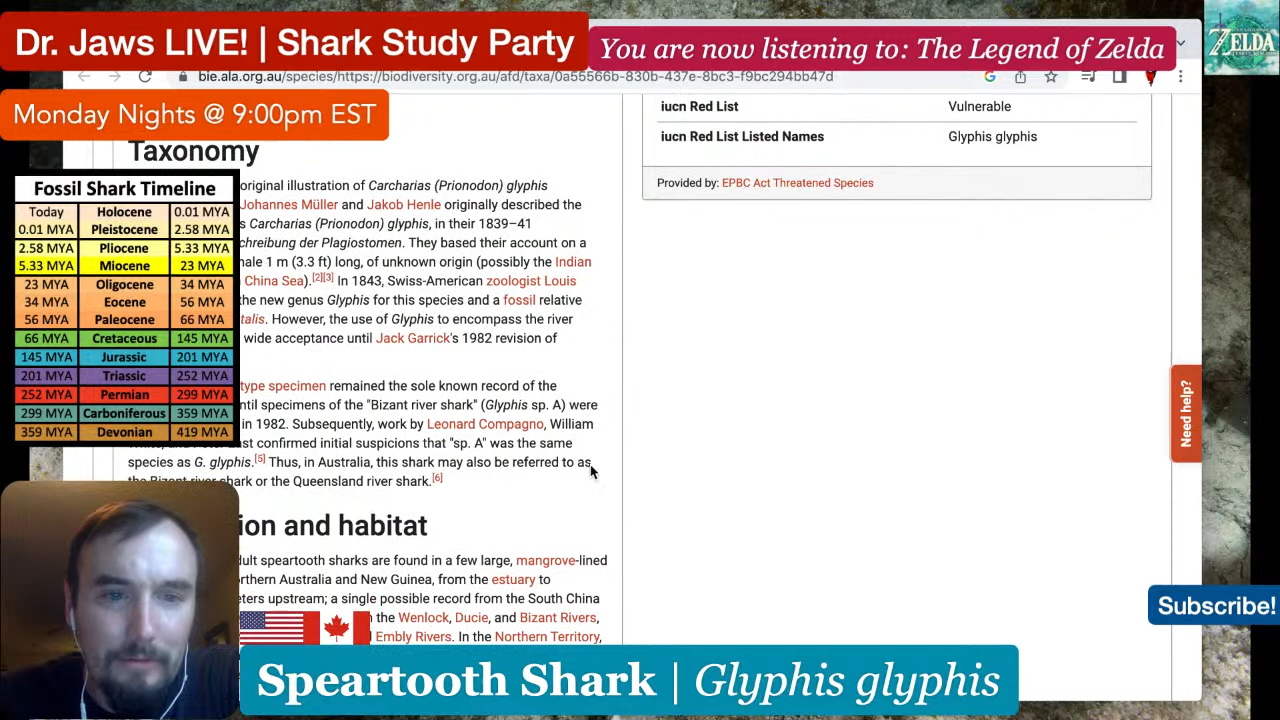 Dr. Jaws LIVE! | Shark Study Party
You are now listening to: The Legend of Zelda
ZELDA
bie.ala.org.au/species/https://biodiversity.org.au/afd/taxa/0a55566b-830b-437e-8bc3-f9bc294bb47d
Monday Nights @ 9:00pm EST
iucn Red List Vulnerable
iucn Red List Listed Names Glyphis glyphis
Provided by: EPBC Act Threatened Species
Taxonomy
original illustration of Carcharias (Prionodon) glyphis
Johannes Müller and Jakob Henle originally described the
s Carcharias (Prionodon) glyphis, in their 1839–41
chreibung der Plagiostomen. They based their account on a
nale 1 m (3.3 ft) long, of unknown origin (possibly the Indian
China Sea).[2][3] In 1843, Swiss-American zoologist Louis
the new genus Glyphis for this species and a fossil relative
talis. However, the use of Glyphis to encompass the river
wide acceptance until Jack Garrick's 1982 revision of
type specimen remained the sole known record of the
ntil specimens of the "Bizant river shark" (Glyphis sp. A) were
in 1982. Subsequently, work by Leonard Compagno, William
ast confirmed initial suspicions that "sp. A" was the same
species as G. glyphis.[5] Thus, in Australia, this shark may also be referred to as
the Bizant river shark or the Queensland river shark.[6]
ion and habitat
dult speartooth sharks are found in a few large, mangrove-lined
rthern Australia and New Guinea, from the estuary to
eters upstream; a single possible record from the South China
n the Wenlock, Ducie, and Bizant Rivers,
Embly Rivers. In the Northern Territory,
Fossil Shark Timeline
Today Holocene 0.01 MYA
0.01 MYA Pleistocene 2.58 MYA
2.58 MYA Pliocene 5.33 MYA
5.33 MYA Miocene 23 MYA
23 MYA Oligocene 34 MYA
34 MYA Eocene 56 MYA
56 MYA Paleocene 66 MYA
66 MYA Cretaceous 145 MYA
145 MYA Jurassic 201 MYA
201 MYA Triassic 252 MYA
252 MYA Permian 299 MYA
299 MYA Carboniferous 359 MYA
359 MYA Devonian 419 MYA
Need help?
Subscribe!
Speartooth Shark | Glyphis glyphis